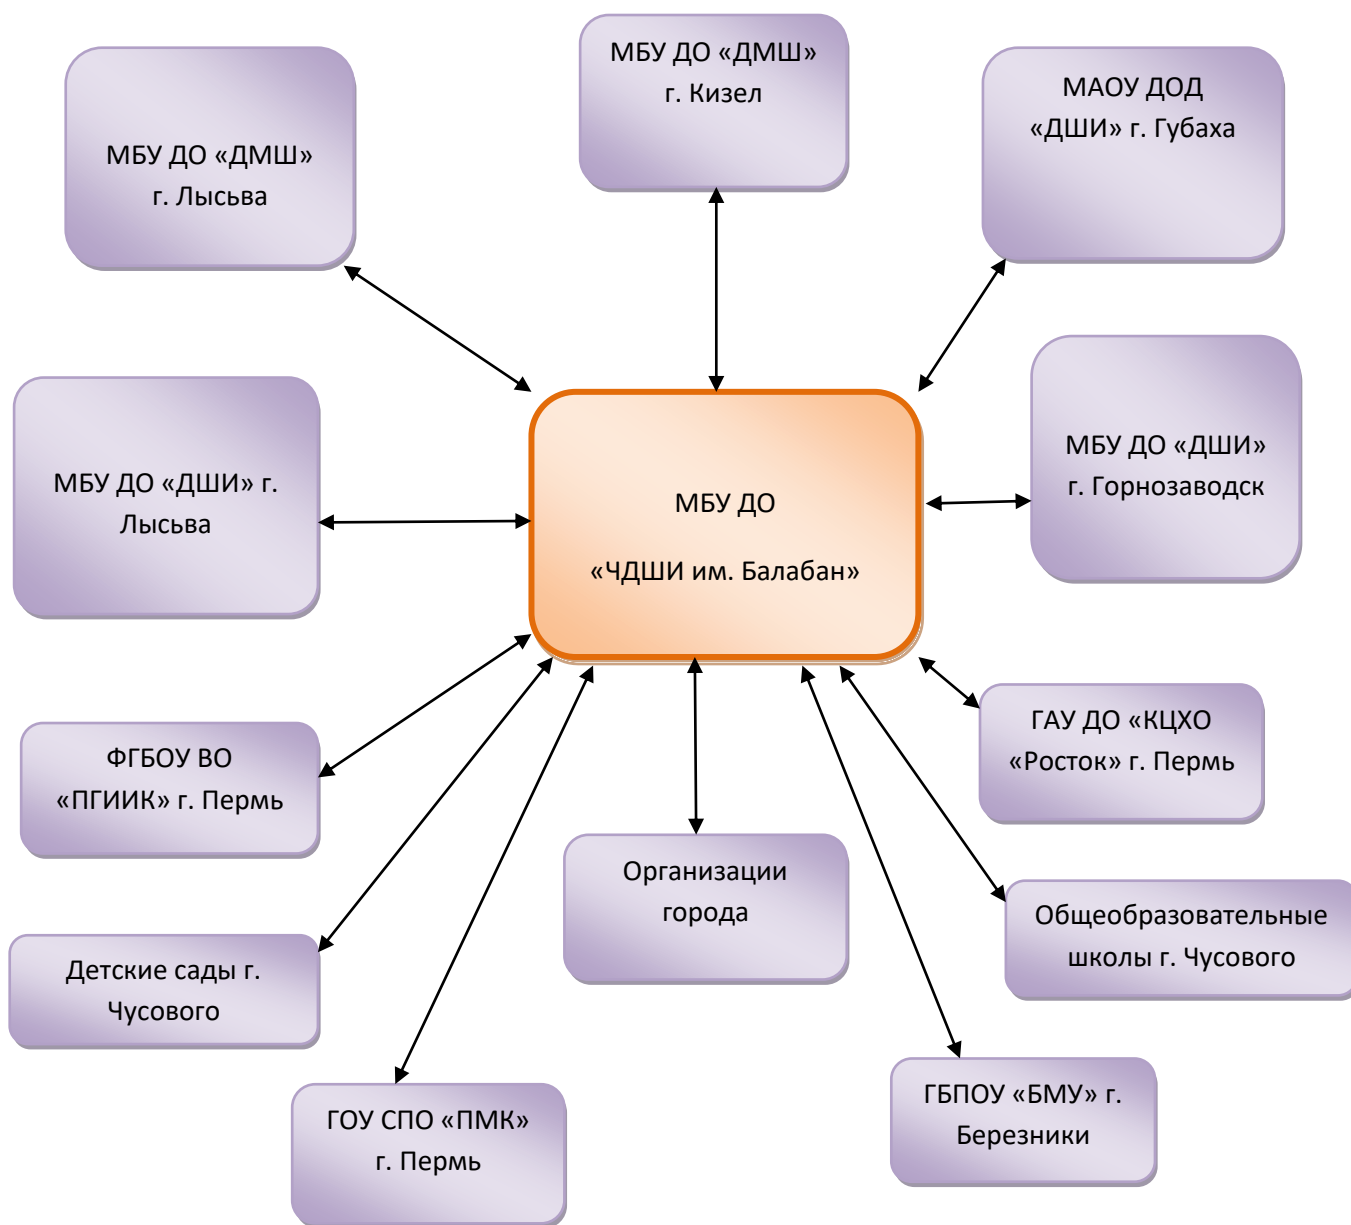 МБУ ДО «ДМШ»
г. Кизел
МАОУ ДОД
«ДШИ» г. Губаха
МБУ ДО «ДМШ»
г. Лысьва
МБУ ДО «ДШИ»
г. Горнозаводск
МБУ ДО «ДШИ» г.
Лысьва
МБУ ДО
«ЧДШИ им. Балабан»
ГАУ ДО «КЦХО
«Росток» г. Пермь
ФГБОУ ВО
«ПГИИК» г. Пермь
Организации
города
Общеобразовательные
школы г. Чусового
Детские сады г.
Чусового
ГБПОУ «БМУ» г.
Березники
ГОУ СПО «ПМК»
г. Пермь